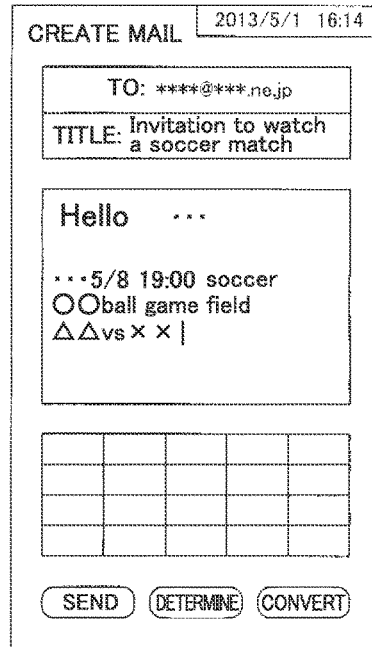 2013/5/1 16:14
CREATE MAIL
TO: ****@***.ne.jp
TITLE: Invitation to watch
a soccer match
Hello ・・・
・・・5/8 19:00 soccer
○○ball game field
△△vs××|
SEND DETERMINE CONVERT